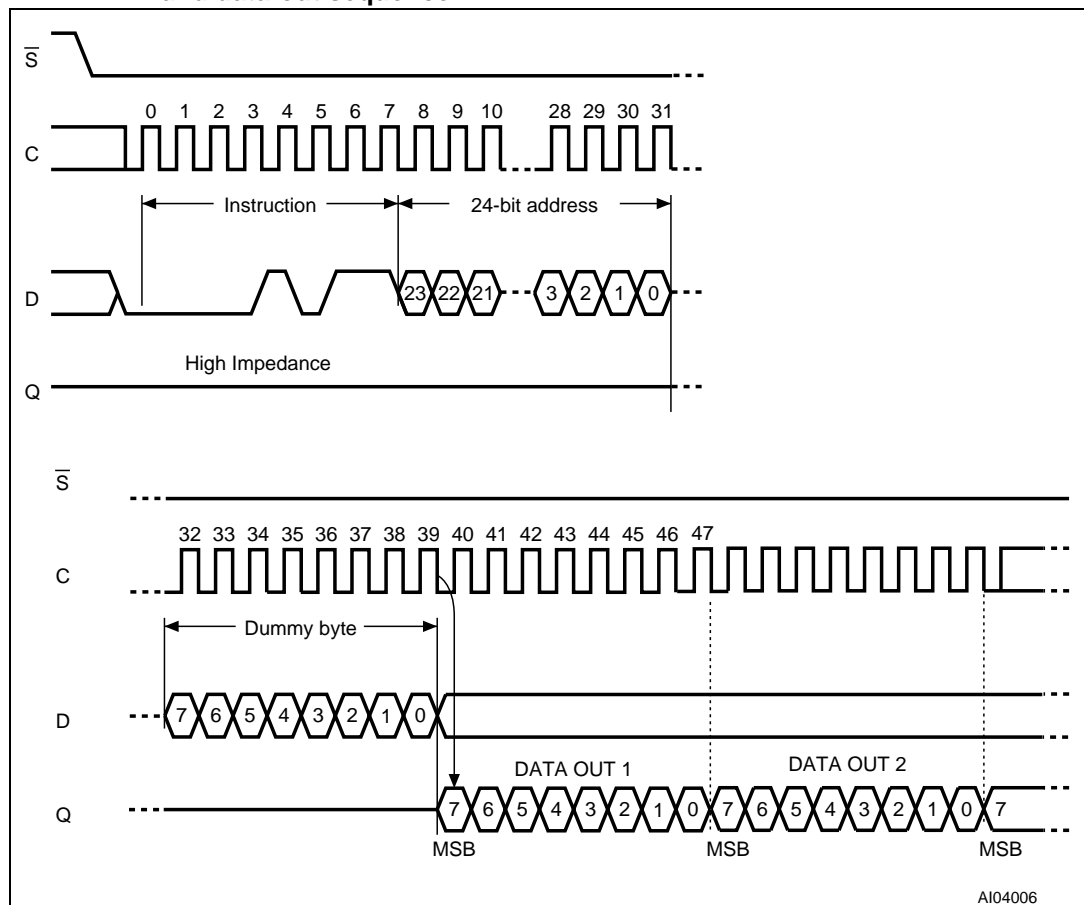 S
0 1 2 3 4 5 6 7 8 9 10 28 29 30 31
C
Instruction 24-bit address
D 23 22 21 3 2 1 0
High Impedance
Q
S
32 33 34 35 36 37 38 39 40 41 42 43 44 45 46 47
C
Dummy byte
D 7 6 5 4 3 2 1 0
DATA OUT 1 DATA OUT 2
Q 7 6 5 4 3 2 1 0 7 6 5 4 3 2 1 0 7
MSB MSB MSB
AI04006